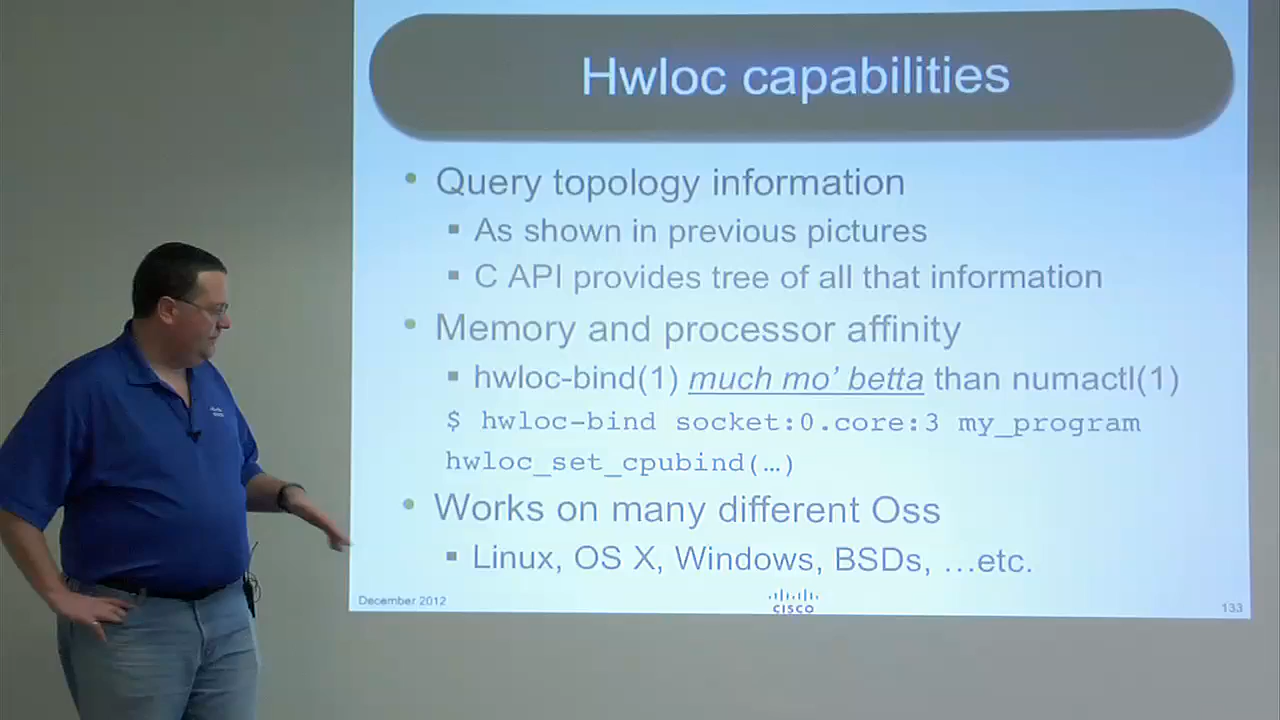 Hwloc capabilities
• Query topology information
▪ As shown in previous pictures
▪ C API provides tree of all that information
• Memory and processor affinity
▪ hwloc-bind(1) much mo’ betta than numactl(1)
$ hwloc-bind socket:0.core:3 my_program
hwloc_set_cpubind(…)
• Works on many different Oss
▪ Linux, OS X, Windows, BSDs, …etc.
December 2012
CISCO
133